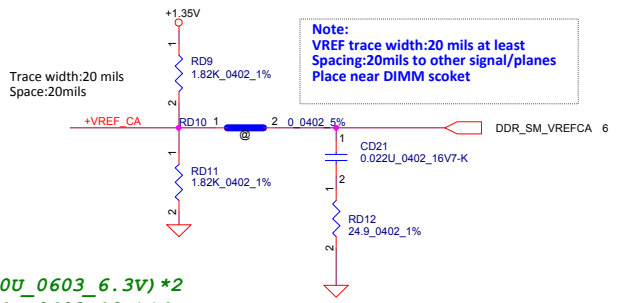 +1.35V
Note:
VREF trace width:20 mils at least
Spacing:20mils to other signal/planes
Place near DIMM scoket
1
RD9
1.82K_0402_1%
2
Trace width:20 mils
Space:20mils
+VREF_CA
RD10
1
2
0_0402_5%
@
DDR_SM_VREFCA 6
1
CD21
0.022U_0402_16V7-K
2
1
RD11
1.82K_0402_1%
2
1
RD12
24.9_0402_1%
2
0U_0603_6.3V)*2